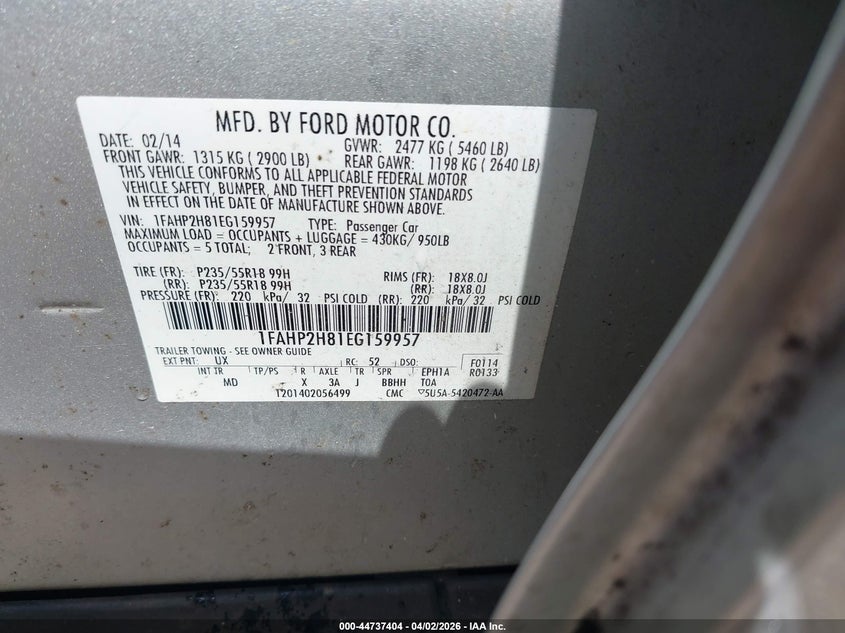 MFD. BY FORD MOTOR CO.
DATE: 02/14 GVWR: 2477 KG ( 5460 LB)
FRONT GAWR: 1315 KG ( 2900 LB) REAR GAWR: 1198 KG ( 2640 LB)
THIS VEHICLE CONFORMS TO ALL APPLICABLE FEDERAL MOTOR
VEHICLE SAFETY, BUMPER, AND THEFT PREVENTION STANDARDS
IN EFFECT ON THE DATE OF MANUFACTURE SHOWN ABOVE.
VIN: 1FAHP2H81EG159957 TYPE: Passenger Car
MAXIMUM LOAD = OCCUPANTS + LUGGAGE = 430KG/ 950LB
OCCUPANTS = 5 TOTAL; 2 FRONT, 3 REAR
TIRE (FR): P235/55R18 99H RIMS (FR): 18X8.0J
(RR): P235/55R18 99H (RR): 18X8.0J
PRESSURE (FR): 220 kPa/ 32 PSI COLD (RR): 220 kPa/ 32 PSI COLD
1FAHP2H81EG159957
TRAILER TOWING - SEE OWNER GUIDE
EXT PNT: UX RC: 52 DSO: F0114
INT TR TP/PS R AXLE TR SPR EPH1A R0133
MD X 3A J BBHH T0A
T201402056499 CMC ▽5U5A-5420472-AA
000-44737404 04/02/2026 - IAA Inc.